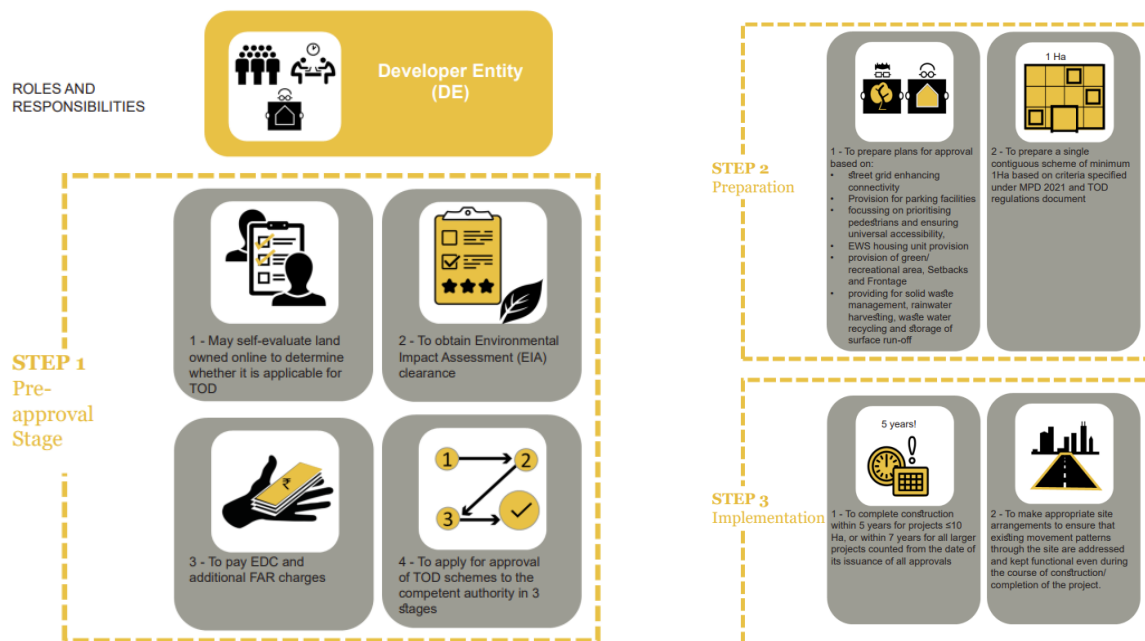 ROLES AND
RESPONSIBILITIES
Developer Entity
(DE)
STEP 1
Pre-
approval
Stage
1 - May self-evaluate land
owned online to determine
whether it is applicable for
TOD
2 - To obtain Environmental
Impact Assessment (EIA)
clearance
₹
3 - To pay EDC and
additional FAR charges
1
2
3
4 - To apply for approval
of TOD schemes to the
competent authority in 3
stages
STEP 2
Preparation
1 - To prepare plans for approval
based on:
• street grid enhancing
connectivity
• Provision for parking facilities
• focussing on prioritising
pedestrians and ensuring
universal accessibility,
• EWS housing unit provision
• provision of green/
recreational area, Setbacks
and Frontage
• providing for solid waste
management, rainwater
harvesting, waste water
recycling and storage of
surface run-off
1 Ha
2 - To prepare a single
contiguous scheme of minimum
1Ha based on criteria specified
under MPD 2021 and TOD
regulations document
STEP 3
Implementation
5 years!
1 - To complete construction
within 5 years for projects ≤10
Ha, or within 7 years for all larger
projects counted from the date of
its issuance of all approvals
2 - To make appropriate site
arrangements to ensure that
existing movement patterns
through the site are addressed
and kept functional even during
the course of construction/
completion of the project.